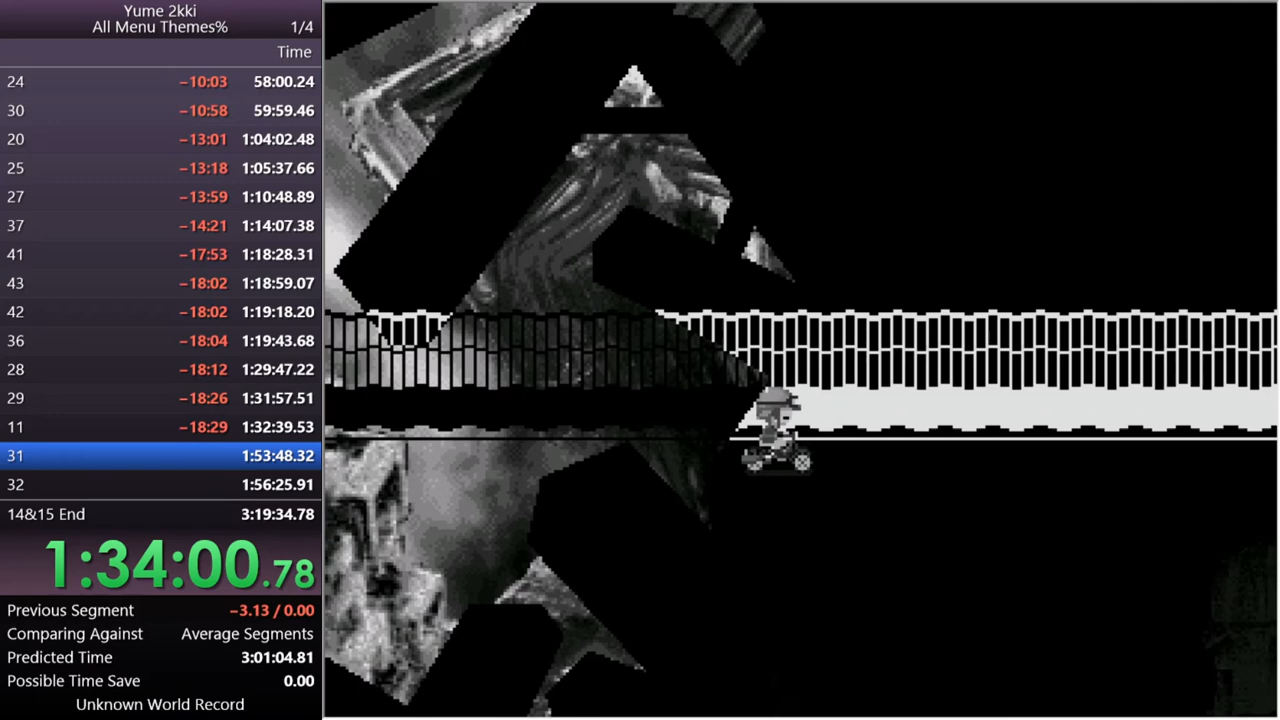 Yume 2kki
All Menu Themes% 1/4
Time
24 −10:03 58:00.24
30 −10:58 59:59.46
20 −13:01 1:04:02.48
25 −13:18 1:05:37.66
27 −13:59 1:10:48.89
37 −14:21 1:14:07.38
41 −17:53 1:18:28.31
43 −18:02 1:18:59.07
42 −18:02 1:19:18.20
36 −18:04 1:19:43.68
28 −18:12 1:29:47.22
29 −18:26 1:31:57.51
11 −18:29 1:32:39.53
31 1:53:48.32
32 1:56:25.91
14&15 End 3:19:34.78
1:34:00.78
Previous Segment −3.13 / 0.00
Comparing Against Average Segments
Predicted Time 3:01:04.81
Possible Time Save 0.00
Unknown World Record